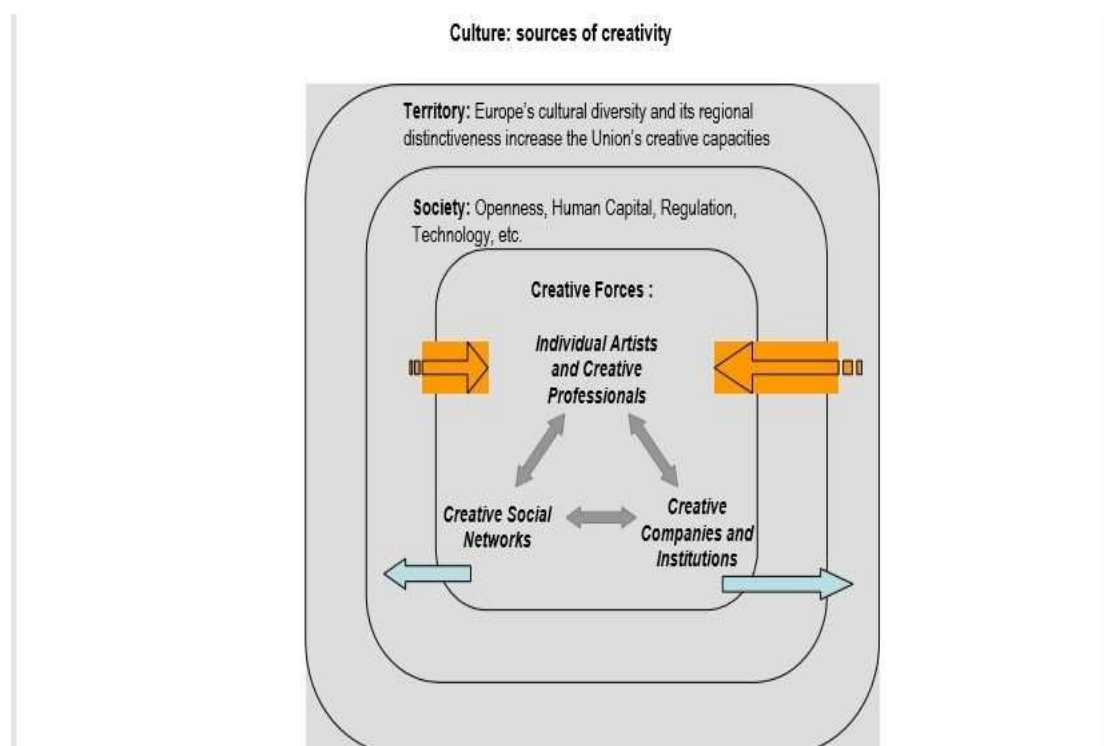 Culture: sources of creativity
Territory: Europe's cultural diversity and its regional
distinctiveness increase the Union's creative capacities
Society: Openness, Human Capital, Regulation,
Technology, etc.
Creative Forces :
Individual Artists
and Creative
Professionals
Creative Social
Networks
Creative
Companies and
Institutions